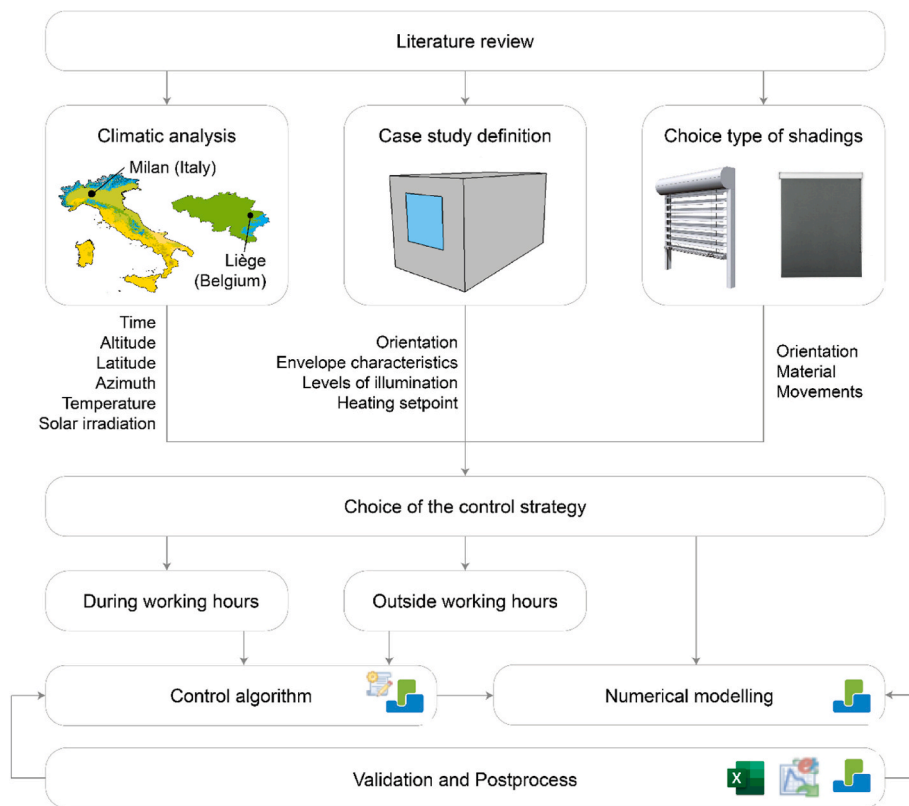 Literature review
Climatic analysis
Milan (Italy)
Liège
(Belgium)
Case study definition
Choice type of shadings
Time
Altitude
Latitude
Azimuth
Temperature
Solar irradiation
Orientation
Envelope characteristics
Levels of illumination
Heating setpoint
Orientation
Material
Movements
Choice of the control strategy
During working hours
Outside working hours
Control algorithm
Numerical modelling
Validation and Postprocess
X